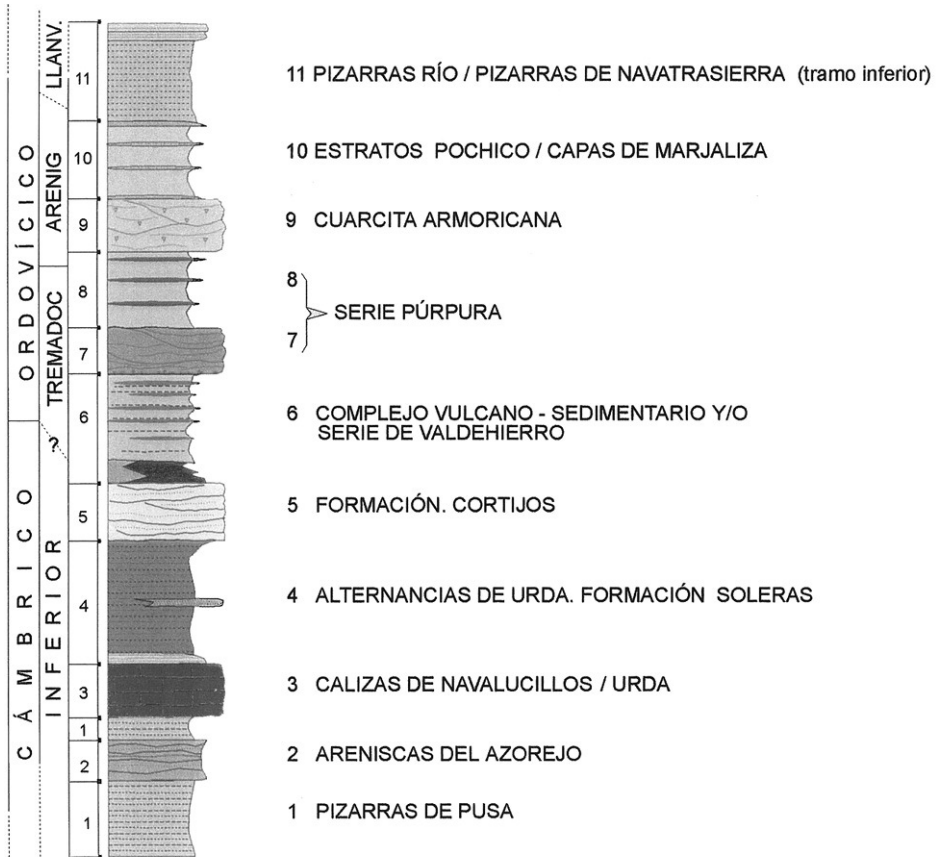 ORDOVÍCICO
CÁMBRICO
LLANV.
ARENIG
TREMADOC
?
INFERIOR
11
10
9
8
7
6
5
4
3
1
2
1
11 PIZARRAS RÍO / PIZARRAS DE NAVATRASIERRA (tramo inferior)
10 ESTRATOS POCHICO / CAPAS DE MARJALIZA
9 CUARCITA ARMORICANA
8
SERIE PÚRPURA
7
6 COMPLEJO VULCANO - SEDIMENTARIO Y/O
SERIE DE VALDEHIERRO
5 FORMACIÓN. CORTIJOS
4 ALTERNANCIAS DE URDA. FORMACIÓN SOLERAS
3 CALIZAS DE NAVALUCILLOS / URDA
2 ARENISCAS DEL AZOREJO
1 PIZARRAS DE PUSA